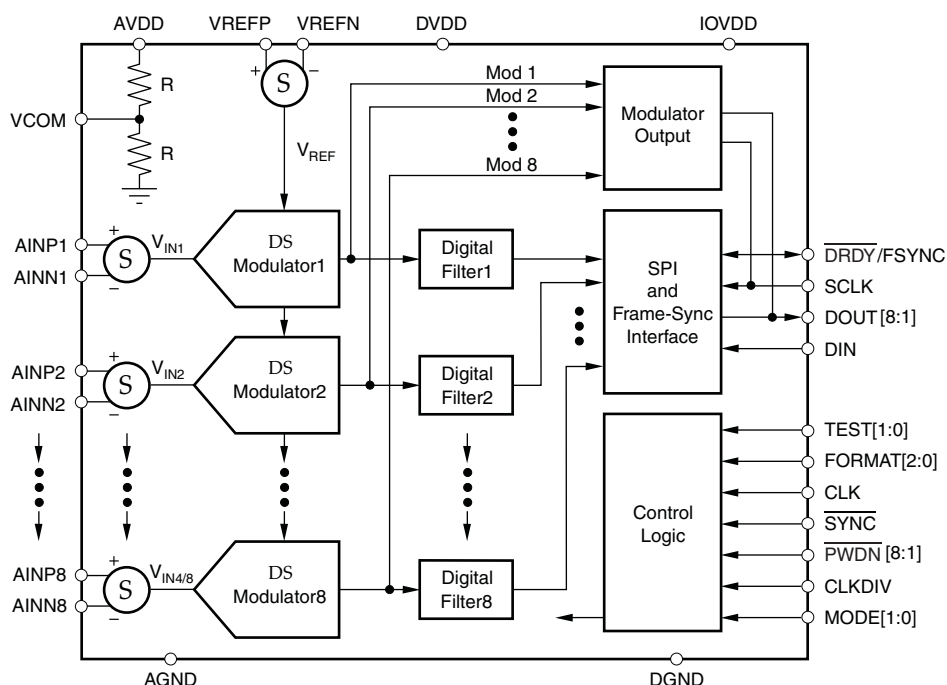 AVDD
VREFP
VREFN
DVDD
IOVDD
R
VCOM
R
+
S
−
VREF
Mod 1
Mod 2
Mod 8
Modulator
Output
AINP1
AINN1
+
S
−
VIN1
DS
Modulator1
Digital
Filter1
SPI
and
Frame-Sync
Interface
DRDY/FSYNC
SCLK
DOUT[8:1]
DIN
AINP2
AINN2
+
S
−
VIN2
DS
Modulator2
Digital
Filter2
Control
Logic
TEST[1:0]
FORMAT[2:0]
CLK
SYNC
PWDN[8:1]
CLKDIV
MODE[1:0]
AINP8
AINN8
+
S
−
VIN4/8
DS
Modulator8
Digital
Filter8
AGND
DGND